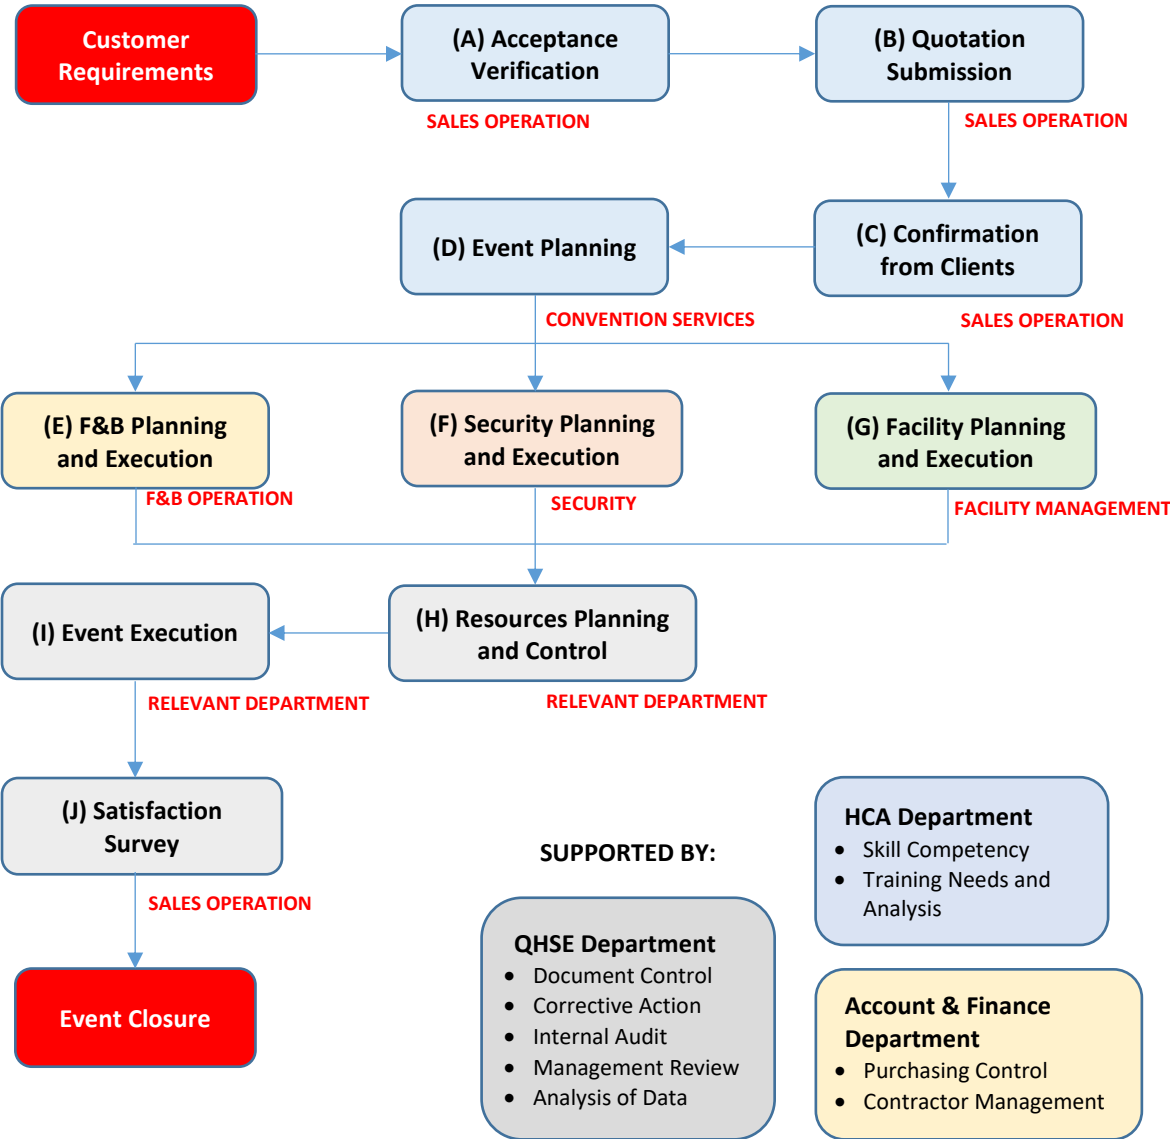 Customer
Requirements
(A) Acceptance
Verification
(B) Quotation
Submission
SALES OPERATION
SALES OPERATION
(D) Event Planning
(C) Confirmation
from Clients
CONVENTION SERVICES
SALES OPERATION
(E) F&B Planning
and Execution
(F) Security Planning
and Execution
(G) Facility Planning
and Execution
F&B OPERATION
SECURITY
FACILITY MANAGEMENT
(I) Event Execution
(H) Resources Planning
and Control
RELEVANT DEPARTMENT
RELEVANT DEPARTMENT
(J) Satisfaction
Survey
SALES OPERATION
Event Closure
SUPPORTED BY:
QHSE Department
• Document Control
• Corrective Action
• Internal Audit
• Management Review
• Analysis of Data
HCA Department
• Skill Competency
• Training Needs and
Analysis
Account & Finance
Department
• Purchasing Control
• Contractor Management